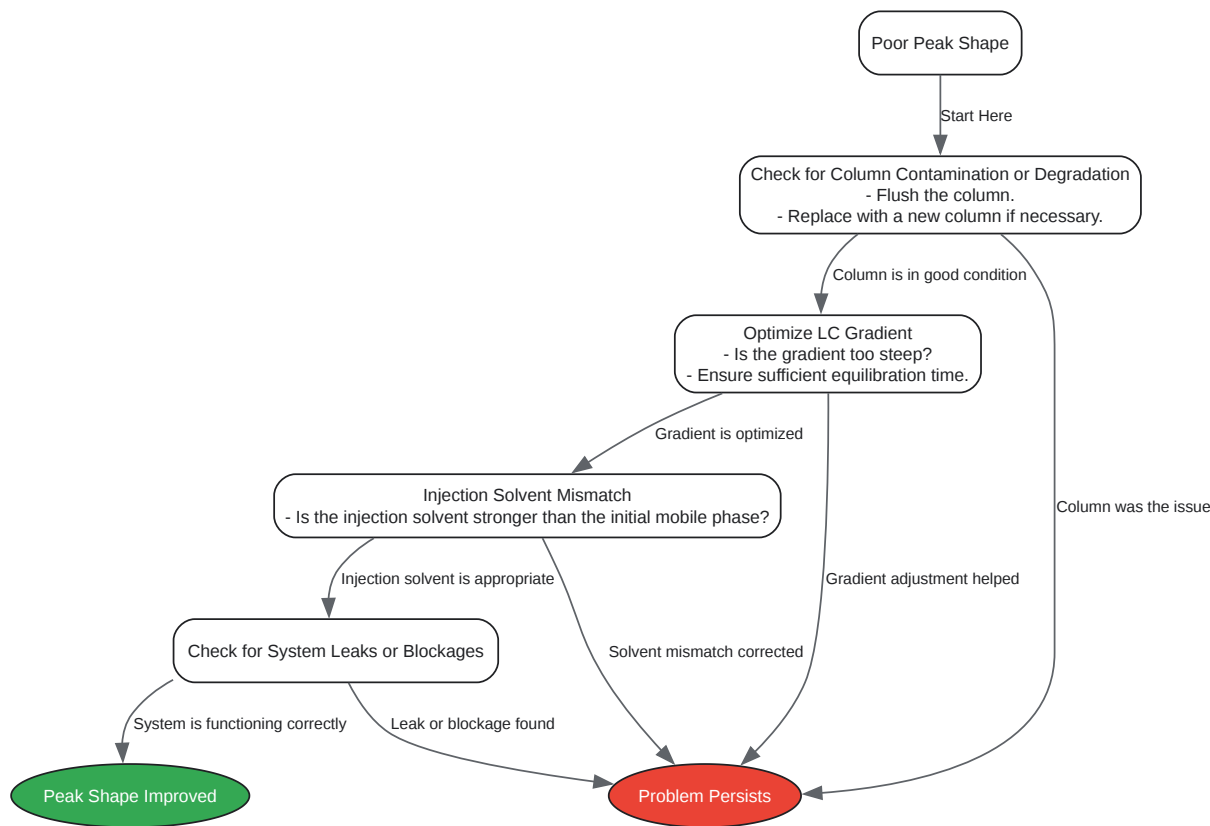 Poor Peak Shape
Start Here
Check for Column Contamination or Degradation
- Flush the column.
- Replace with a new column if necessary.
Column is in good condition
Optimize LC Gradient
- Is the gradient too steep?
- Ensure sufficient equilibration time.
Gradient is optimized
Injection Solvent Mismatch
- Is the injection solvent stronger than the initial mobile phase?
Column was the issue
Injection solvent is appropriate
Gradient adjustment helped
Check for System Leaks or Blockages
Solvent mismatch corrected
System is functioning correctly
Leak or blockage found
Peak Shape Improved
Problem Persists